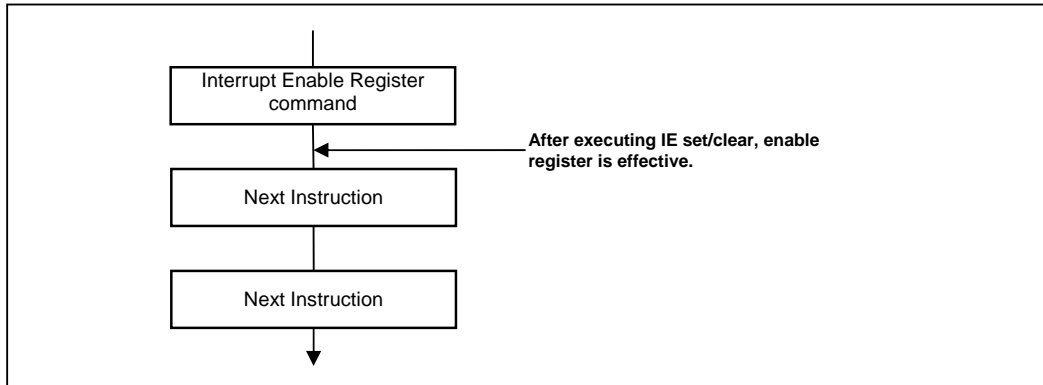 Interrupt Enable Register
command
After executing IE set/clear, enable
register is effective.
Next Instruction
Next Instruction